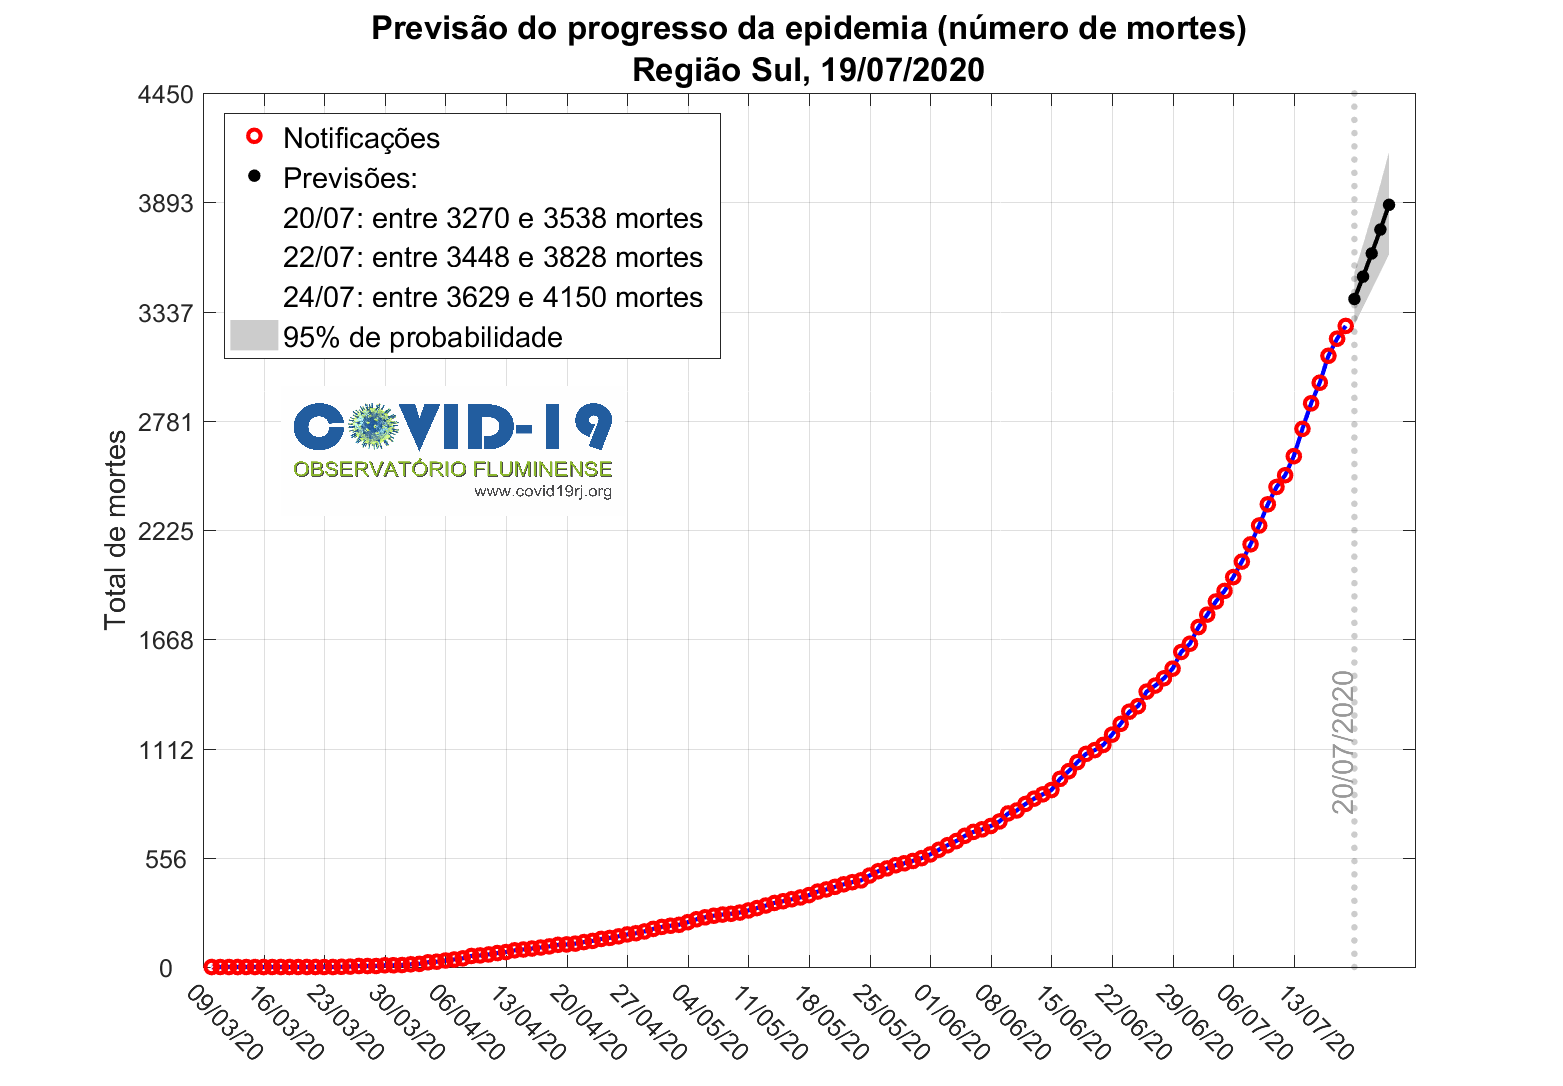 Previsão do progresso da epidemia (número de mortes)
Região Sul, 19/07/2020
4450
3893
3337
2781
2225
1668
1112
556
0
Total de mortes
Notificações
Previsões:
20/07: entre 3270 e 3538 mortes
22/07: entre 3448 e 3828 mortes
24/07: entre 3629 e 4150 mortes
95% de probabilidade
COVID-19
OBSERVATÓRIO FLUMINENSE
www.covid19rj.org
20/07/2020
09/03/20
16/03/20
23/03/20
30/03/20
06/04/20
13/04/20
20/04/20
27/04/20
04/05/20
11/05/20
18/05/20
25/05/20
01/06/20
08/06/20
15/06/20
22/06/20
29/06/20
06/07/20
13/07/20